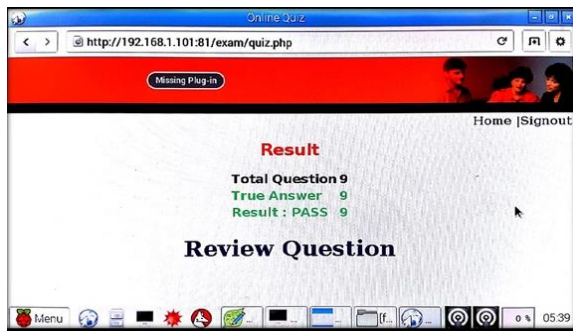 Online Quiz
http://192.168.1.101:81/exam/quiz.php
Missing Plug-in
Home |Signout
Result
Total Question 9
True Answer 9
Result : PASS 9
Review Question
Menu
[f...
0 %
05:39